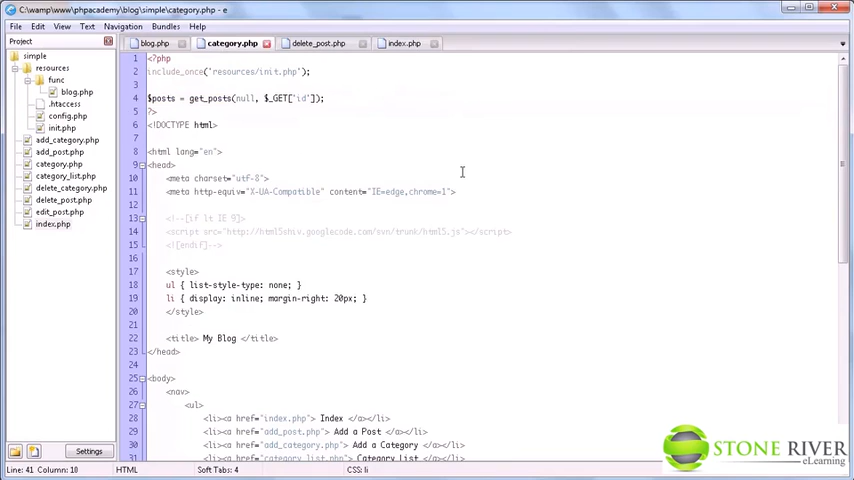 C:\wamp\www\phpacademy\blog\simple\category.php - e
File Edit View Text Navigation Bundles Help
Project
blog.php category.php delete_post.php index.php
simple
resources
func
blog.php
.htaccess
config.php
init.php
add_category.php
add_post.php
category.php
category_list.php
delete_category.php
delete_post.php
edit_post.php
index.php
Settings
1 <?php
2 include_once('resources/init.php');
3
4 $posts = get_posts(null, $_GET['id']);
5 ?>
6 <!DOCTYPE html>
7
8 <html lang="en">
9 <head>
10 <meta charset="utf-8">
11 <meta http-equiv="X-UA-Compatible" content="IE=edge,chrome=1">
12
13 <!--[if lt IE 9]>
14 <script src="http://html5shiv.googlecode.com/svn/trunk/html5.js"></script>
15 <![endif]-->
16
17 <style>
18 ul { list-style-type: none; }
19 li { display: inline; margin-right: 20px; }
20 </style>
21
22 <title> My Blog </title>
23 </head>
24
25 <body>
26 <nav>
27 <ul>
28 <li><a href="index.php"> Index </a></li>
29 <li><a href="add_post.php"> Add a Post </a></li>
30 <li><a href="add_category.php"> Add a Category </a></li>
31 <li><a href="category_list.php"> Category List </a></li>
STONE RIVER
eLearning
Line: 41 Column: 10 HTML Soft Tabs: 4 CSS: li